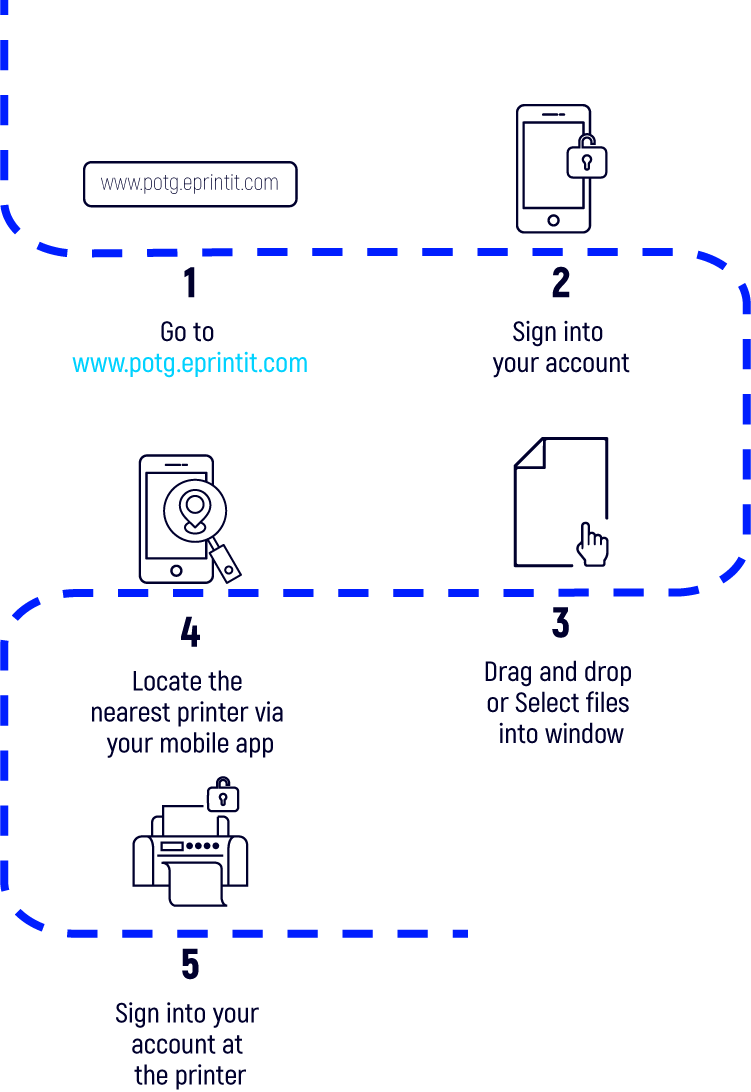 www.potg.eprintit.com
1
Go to
www.potg.eprintit.com
2
Sign into
your account
3
Drag and drop
or Select files
into window
4
Locate the
nearest printer via
your mobile app
5
Sign into your
account at
the printer